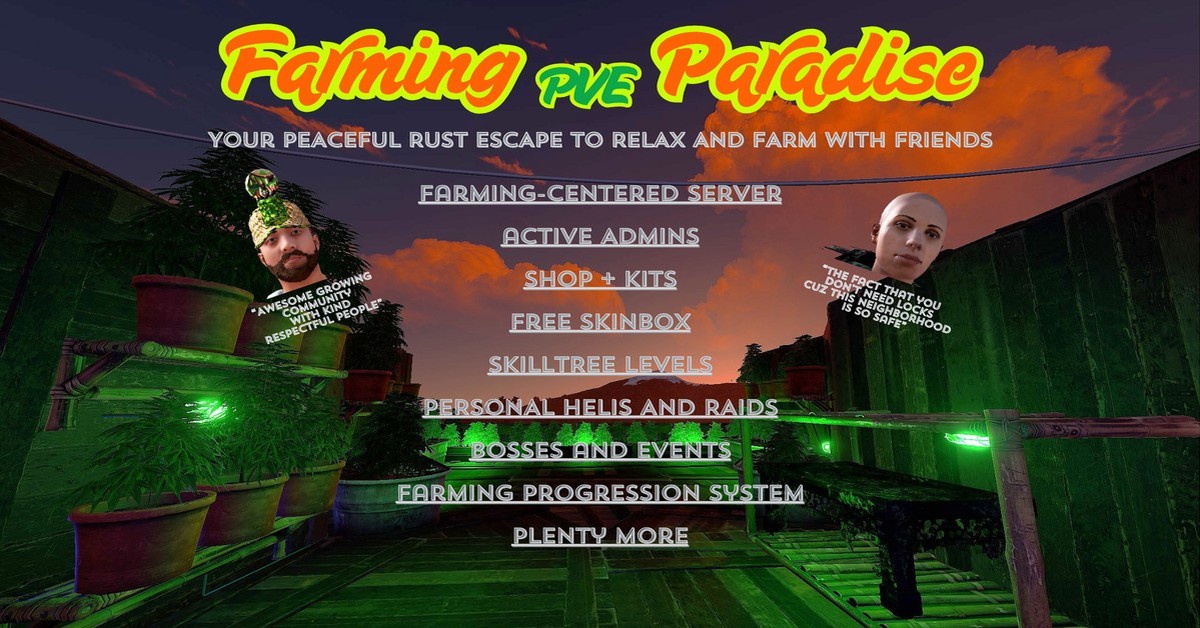 Farming PVE Paradise
YOUR PEACEFUL RUST ESCAPE TO RELAX AND FARM WITH FRIENDS
FARMING-CENTERED SERVER
ACTIVE ADMINS
SHOP + KITS
FREE SKINBOX
SKILLTREE LEVELS
PERSONAL HELIS AND RAIDS
BOSSES AND EVENTS
FARMING PROGRESSION SYSTEM
PLENTY MORE
"AWESOME GROWING
COMMUNITY
WITH KIND
RESPECTFUL PEOPLE"
"THE FACT THAT YOU
DON'T NEED LOCKS
CUZ THIS NEIGHBORHOOD
IS SO SAFE"